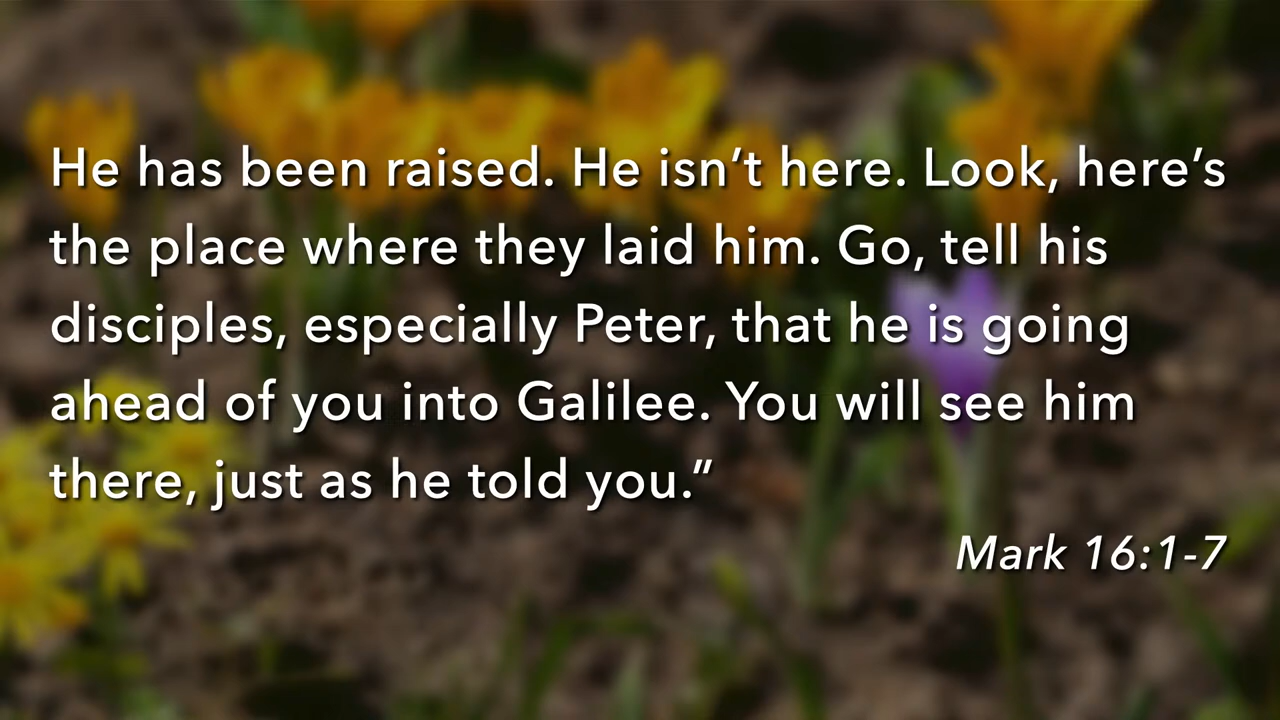 He has been raised. He isn’t here. Look, here’s
the place where they laid him. Go, tell his
disciples, especially Peter, that he is going
ahead of you into Galilee. You will see him
there, just as he told you.”
Mark 16:1-7